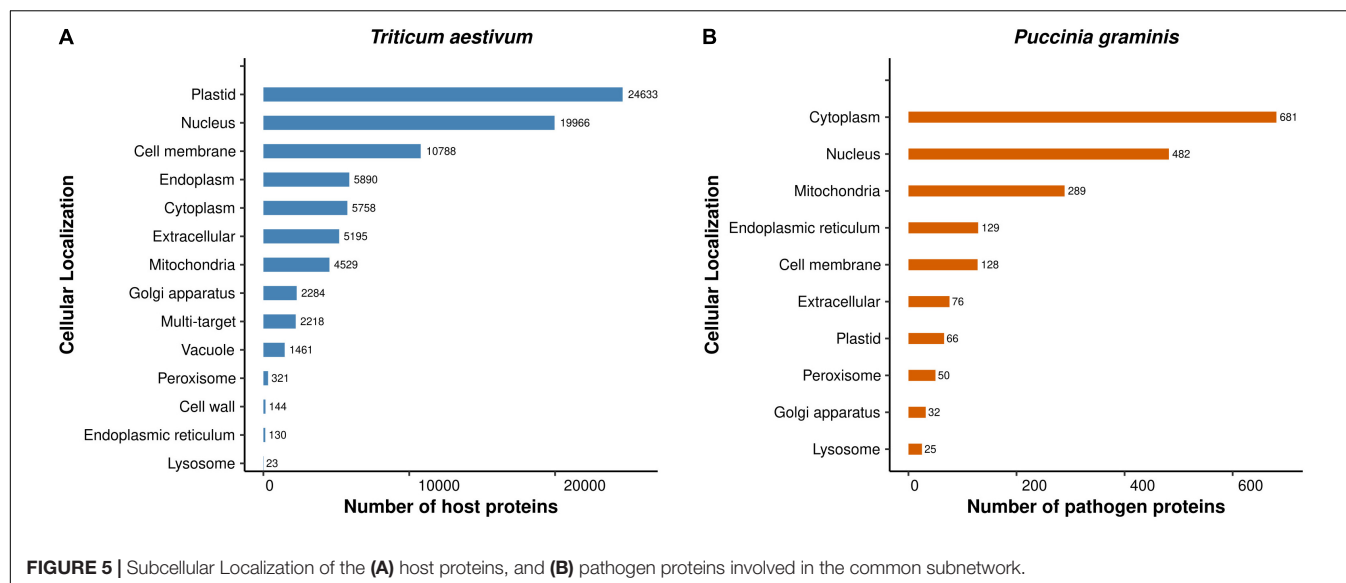 A
Triticum aestivum
Cellular Localization
Plastid 24633
Nucleus 19966
Cell membrane 10788
Endoplasm 5890
Cytoplasm 5758
Extracellular 5195
Mitochondria 4529
Golgi apparatus 2284
Multi-target 2218
Vacuole 1461
Peroxisome 321
Cell wall 144
Endoplasmic reticulum 130
Lysosome 23
0 10000 20000
Number of host proteins
B
Puccinia graminis
Cellular Localization
Cytoplasm 681
Nucleus 482
Mitochondria 289
Endoplasmic reticulum 129
Cell membrane 128
Extracellular 76
Plastid 66
Peroxisome 50
Golgi apparatus 32
Lysosome 25
0 200 400 600
Number of pathogen proteins
FIGURE 5 | Subcellular Localization of the (A) host proteins, and (B) pathogen proteins involved in the common subnetwork.